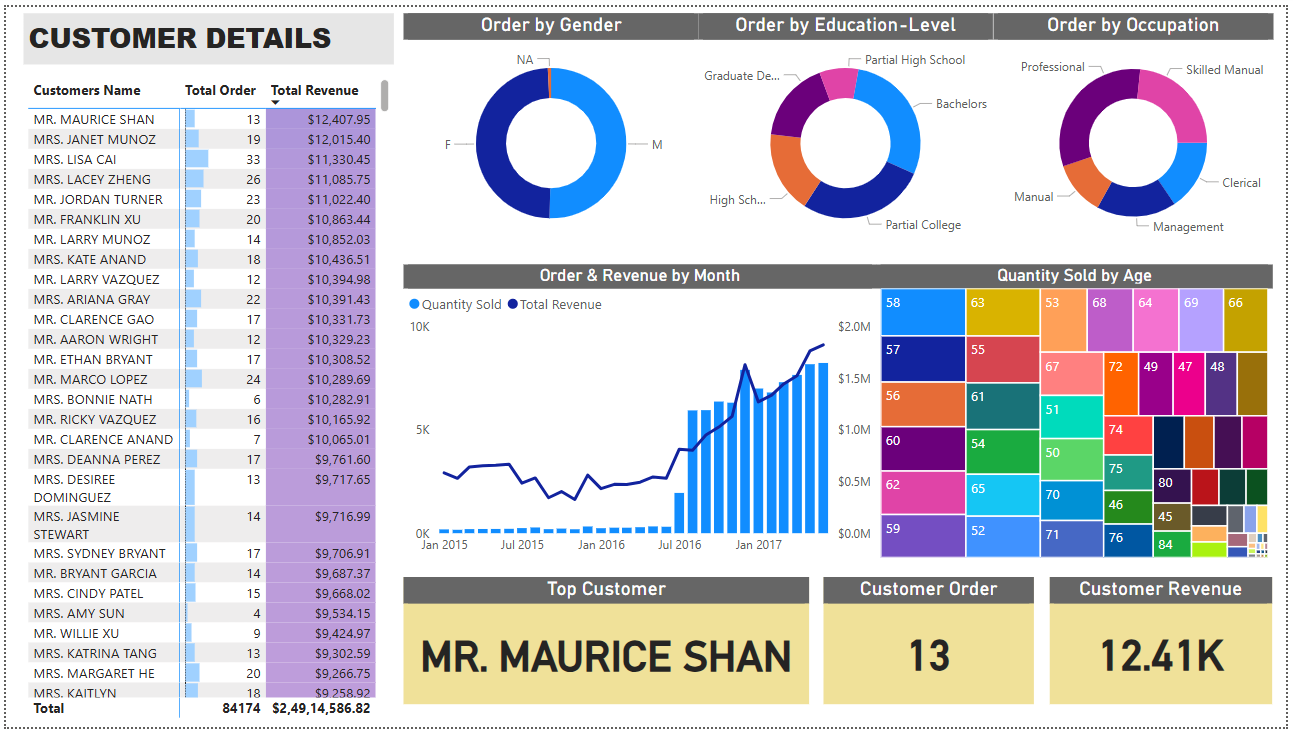 CUSTOMER DETAILS
Customers Name Total Order Total Revenue
MR. MAURICE SHAN 13 $12,407.95
MRS. JANET MUNOZ 19 $12,015.40
MRS. LISA CAI 33 $11,330.45
MRS. LACEY ZHENG 26 $11,085.75
MR. JORDAN TURNER 23 $11,022.40
MR. FRANKLIN XU 20 $10,863.44
MR. LARRY MUNOZ 14 $10,852.03
MRS. KATE ANAND 18 $10,436.51
MR. LARRY VAZQUEZ 12 $10,394.98
MRS. ARIANA GRAY 22 $10,391.43
MR. CLARENCE GAO 17 $10,331.73
MR. AARON WRIGHT 12 $10,329.23
MR. ETHAN BRYANT 17 $10,308.52
MR. MARCO LOPEZ 24 $10,289.69
MRS. BONNIE NATH 6 $10,282.91
MR. RICKY VAZQUEZ 16 $10,165.92
MR. CLARENCE ANAND 7 $10,065.01
MRS. DEANNA PEREZ 17 $9,761.60
MRS. DESIREE 13 $9,717.65
DOMINGUEZ
MRS. JASMINE 14 $9,716.99
STEWART
MRS. SYDNEY BRYANT 17 $9,706.91
MR. BRYANT GARCIA 14 $9,687.37
MRS. CINDY PATEL 15 $9,668.02
MRS. AMY SUN 4 $9,534.15
MR. WILLIE XU 9 $9,424.97
MRS. KATRINA TANG 13 $9,302.59
MRS. MARGARET HE 20 $9,266.75
MRS. KAITLYN 18 $9,258.92
Total 84174 $2,49,14,586.82
Order by Gender
NA
F
M
Order by Education-Level
Partial High School
Graduate De...
Bachelors
High Sch...
Partial College
Order by Occupation
Professional
Skilled Manual
Clerical
Manual
Management
Order & Revenue by Month
Quantity Sold Total Revenue
10K $2.0M
$1.5M
5K $1.0M
$0.5M
0K $0.0M
Jan 2015 Jul 2015 Jan 2016 Jul 2016 Jan 2017
Quantity Sold by Age
58
57
56
60
62
59
63
55
61
54
65
52
53
68
64
69
66
67
51
50
70
71
72
49
47
48
74
75
46
76
80
45
84
Top Customer
MR. MAURICE SHAN
Customer Order
13
Customer Revenue
12.41K